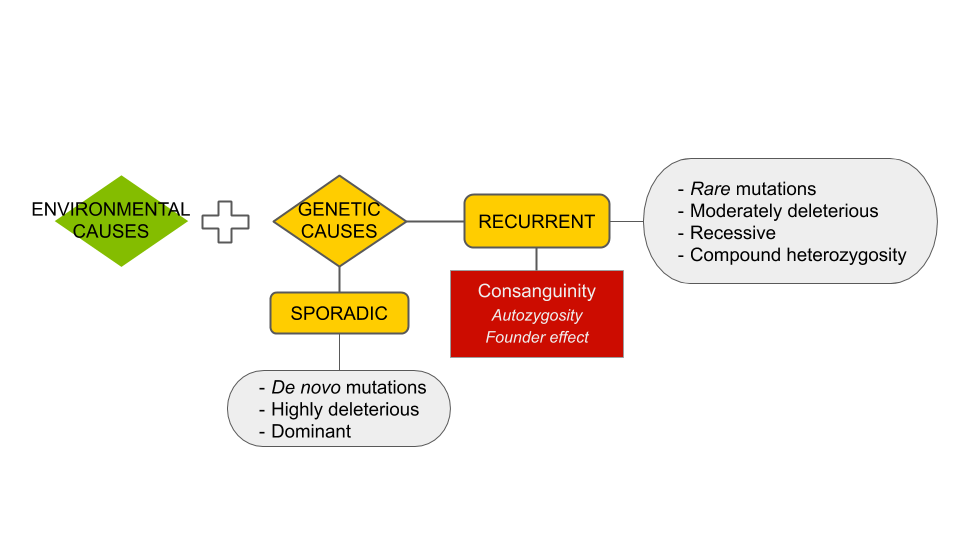 ENVIRONMENTAL
CAUSES
GENETIC
CAUSES
RECURRENT
- Rare mutations
- Moderately deleterious
- Recessive
- Compound heterozygosity
Consanguinity
Autozygosity
Founder effect
SPORADIC
- De novo mutations
- Highly deleterious
- Dominant